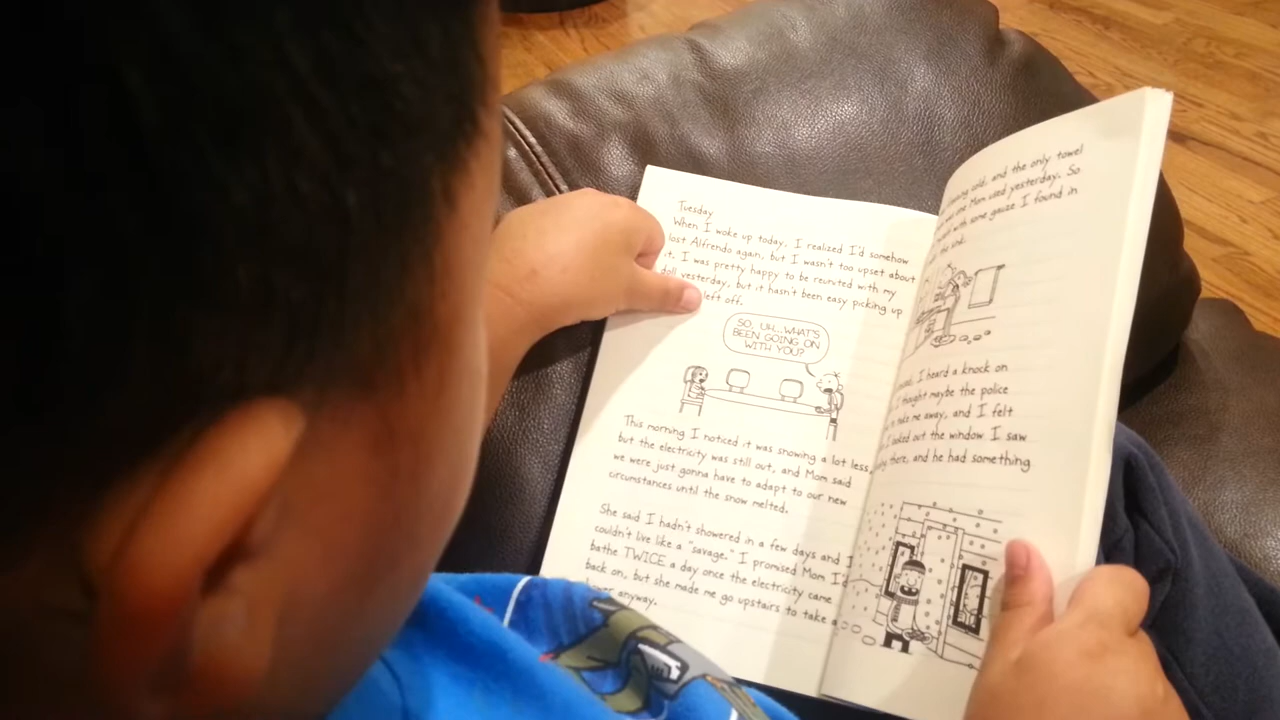 Tuesday
When I woke up today, I realized I'd somehow
lost Alfrendo again, but I wasn't too upset about
it. I was pretty happy to be reunited with my
doll yesterday, but it hasn't been easy picking up
left off.
SO, UH...WHAT'S
BEEN GOING ON
WITH YOU?
This morning I noticed it was snowing a lot less,
but the electricity was still out, and Mom said
we were just gonna have to adapt to our new
circumstances until the snow melted.
She said I hadn't showered in a few days and I
couldn't live like a "savage." I promised Mom I'd
bathe TWICE a day once the electricity came
back on, but she made me go upstairs to take a
anyway.
cold, and the only towel
one Mom used yesterday. So
with some gauze I found in
the sink.
I heard a knock on
I thought maybe the police
to take me away, and I felt
I looked out the window I saw
there, and he had something